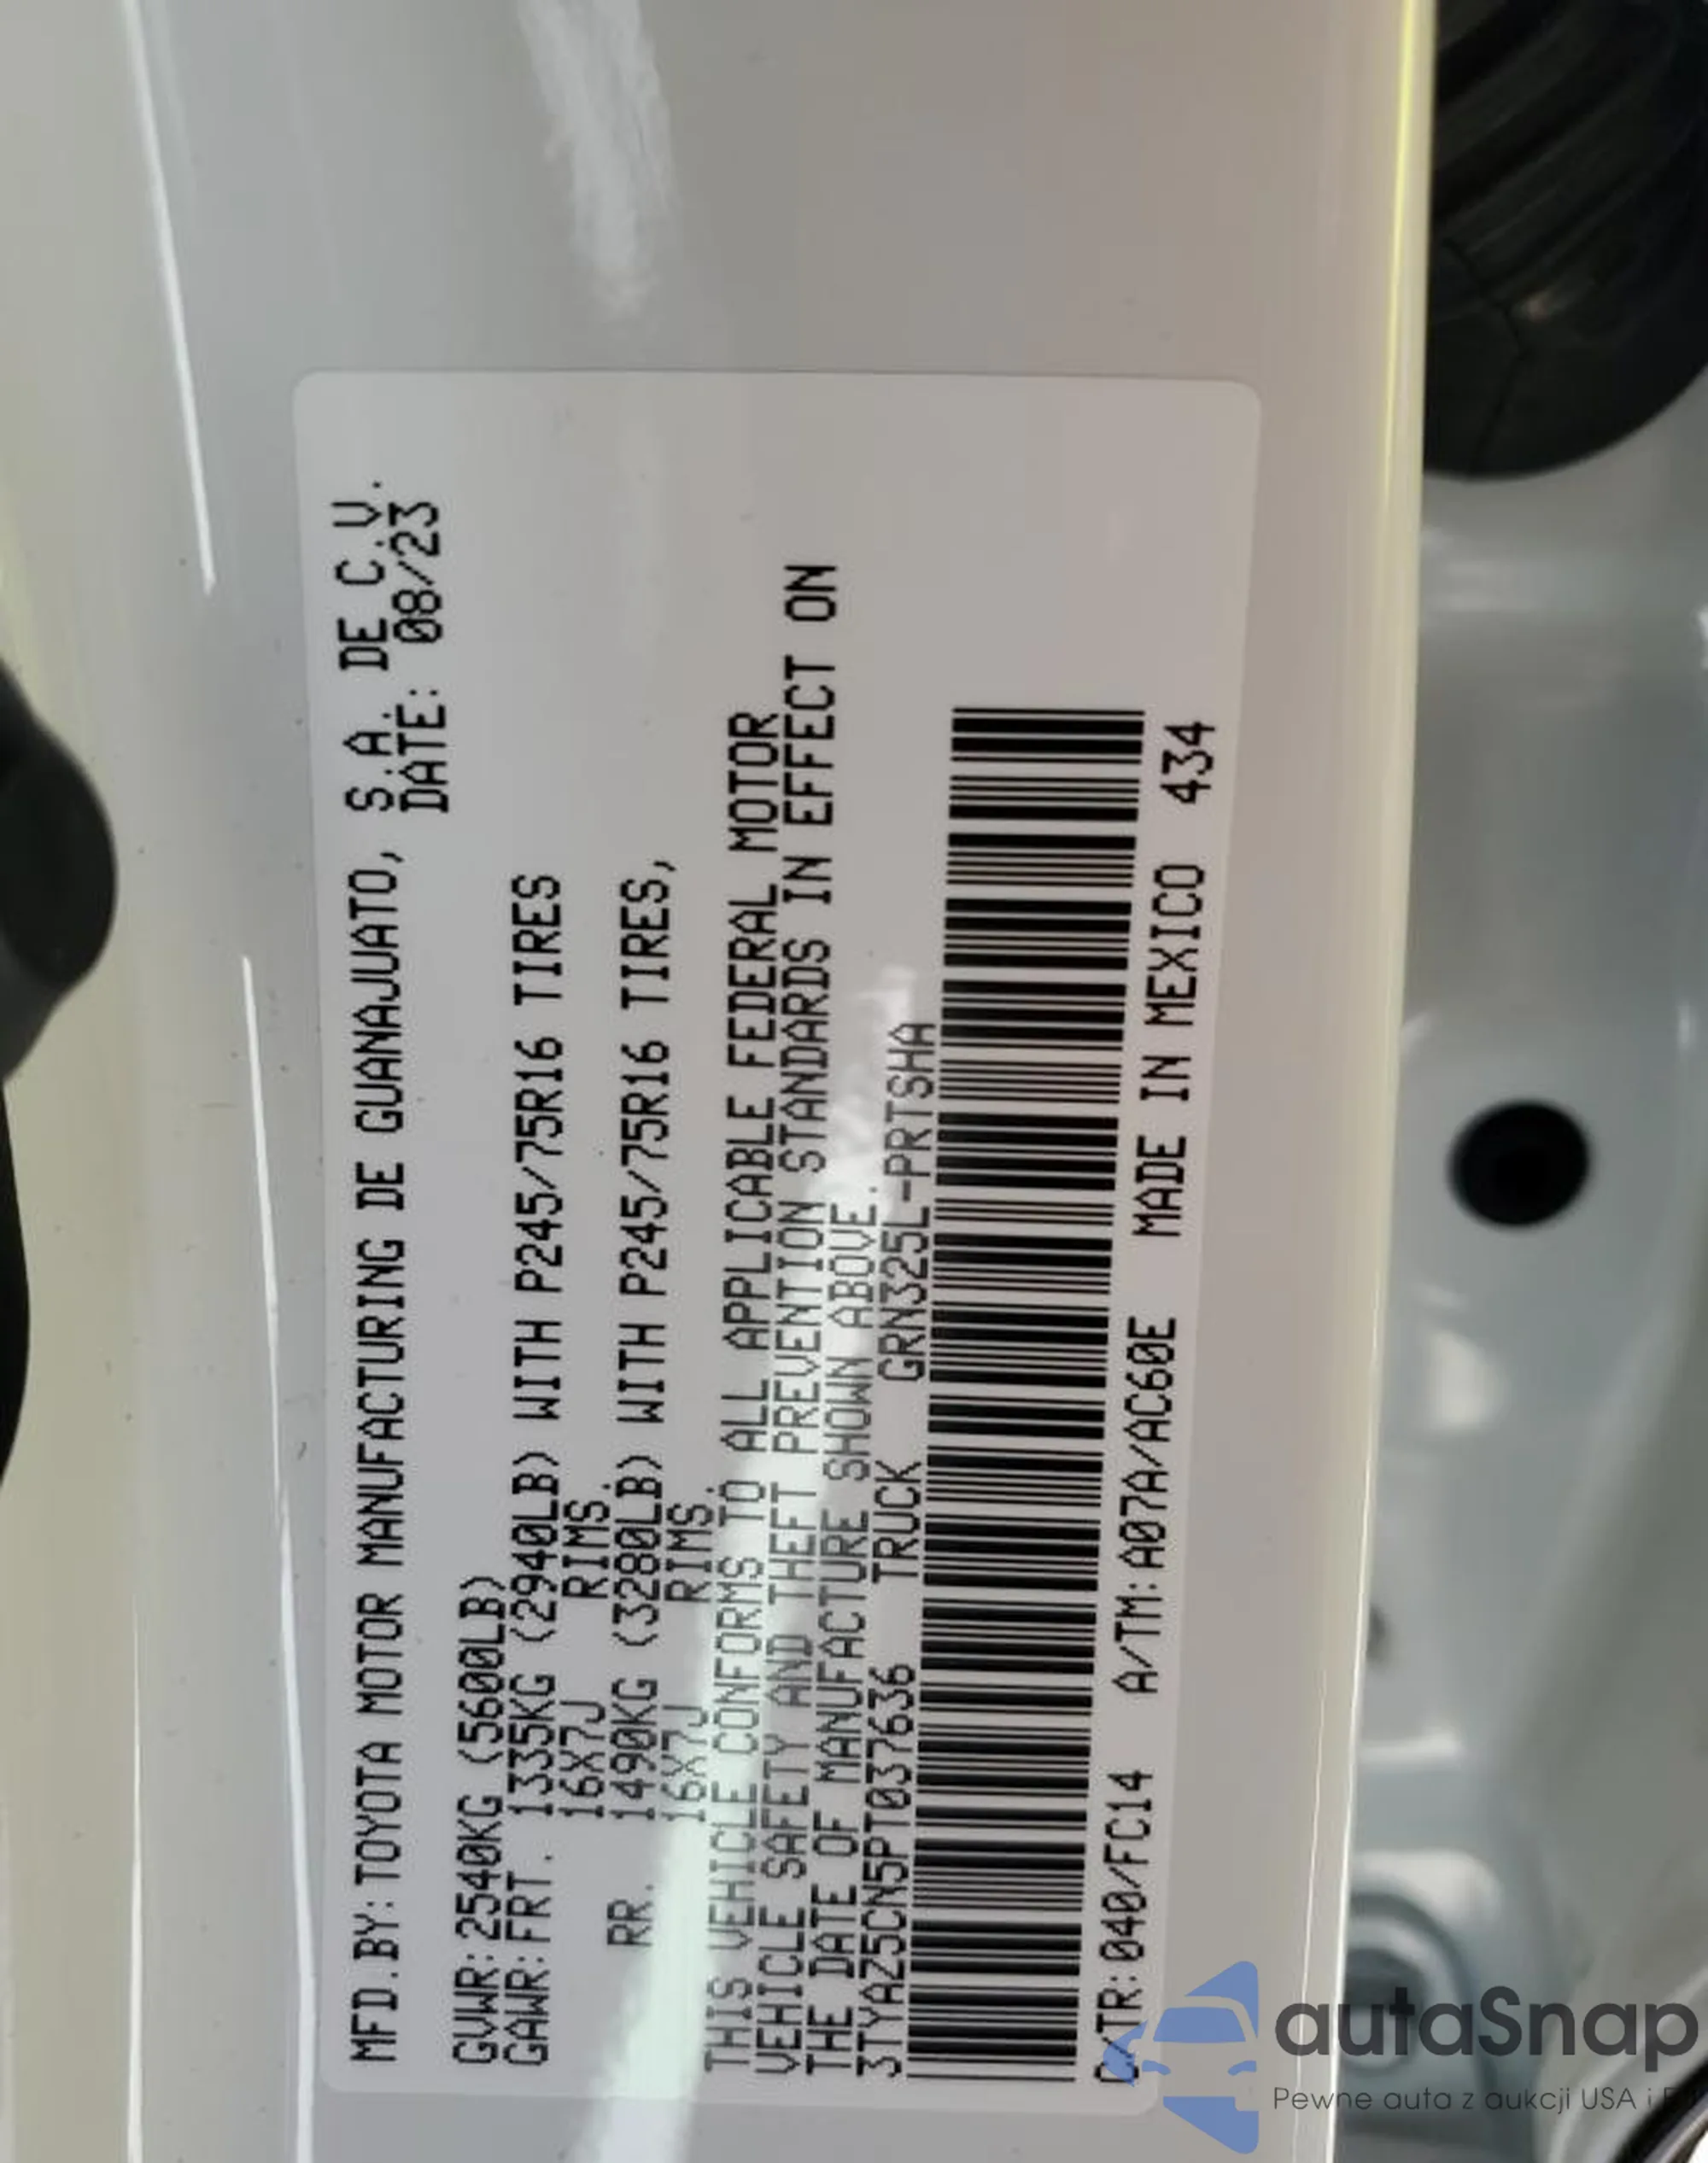 MFD.BY: TOYOTA MOTOR MANUFACTURING DE GUANAJUATO, S.A. DE C.V.
DATE: 08/23
GVWR:2540KG (5600LB)
GAWR:FRT. 1335KG (2940LB) WITH P245/75R16 TIRES
16X7J RIMS.
RR. 1490KG (3280LB) WITH P245/75R16 TIRES,
16X7J RIMS.
THIS VEHICLE CONFORMS TO ALL APPLICABLE FEDERAL MOTOR
VEHICLE SAFETY AND THEFT PREVENTION STANDARDS IN EFFECT ON
THE DATE OF MANUFACTURE SHOWN ABOVE.
3TYAZ5CN5PT037636 TRUCK GRN325L-PRTSHA
C/TR:040/FC14 A/TM:A07A/AC60E MADE IN MEXICO 434
autaSnap
Pewne auta z aukcji USA i